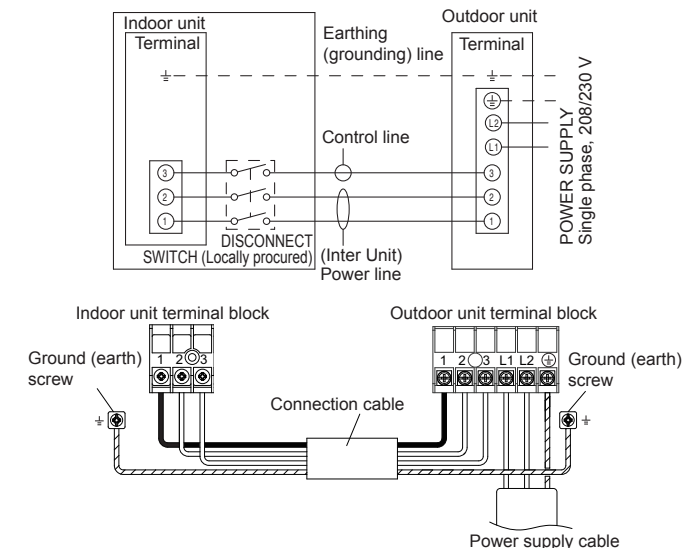 Indoor unit
Terminal
Earthing
(grounding) line
Outdoor unit
Terminal
POWER SUPPLY
Single phase, 208/230 V
L2
L1
Control line
3
2
1
3
2
1
DISCONNECT
SWITCH (Locally procured)
(Inter Unit)
Power line
Indoor unit terminal block
Outdoor unit terminal block
Ground (earth)
screw
1 2 3
1 2 3 L1 L2
Ground (earth)
screw
Connection cable
Power supply cable